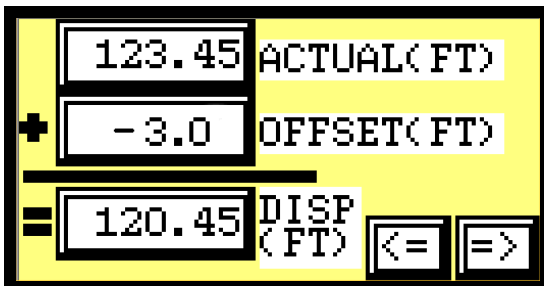 123.45 ACTUAL(FT)
+ -3.0 OFFSET(FT)
= 120.45 DISP
(FT) <= =>